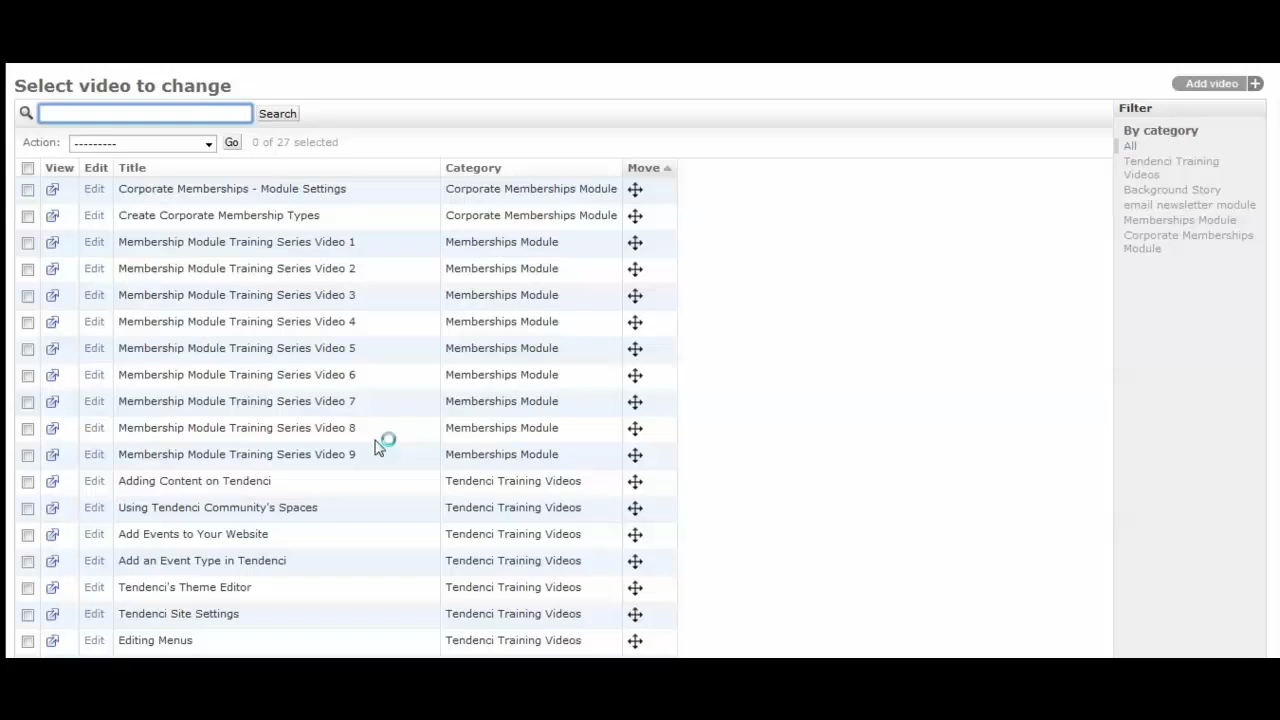 Select video to change
Add video
Search
Filter
Action: --------- Go 0 of 27 selected
By category
All
Tendenci Training
Videos
Background Story
email newsletter module
Memberships Module
Corporate Memberships
Module
View Edit Title Category Move
Edit Corporate Memberships - Module Settings Corporate Memberships Module
Edit Create Corporate Membership Types Corporate Memberships Module
Edit Membership Module Training Series Video 1 Memberships Module
Edit Membership Module Training Series Video 2 Memberships Module
Edit Membership Module Training Series Video 3 Memberships Module
Edit Membership Module Training Series Video 4 Memberships Module
Edit Membership Module Training Series Video 5 Memberships Module
Edit Membership Module Training Series Video 6 Memberships Module
Edit Membership Module Training Series Video 7 Memberships Module
Edit Membership Module Training Series Video 8 Memberships Module
Edit Membership Module Training Series Video 9 Memberships Module
Edit Adding Content on Tendenci Tendenci Training Videos
Edit Using Tendenci Community's Spaces Tendenci Training Videos
Edit Add Events to Your Website Tendenci Training Videos
Edit Add an Event Type in Tendenci Tendenci Training Videos
Edit Tendenci's Theme Editor Tendenci Training Videos
Edit Tendenci Site Settings Tendenci Training Videos
Edit Editing Menus Tendenci Training Videos